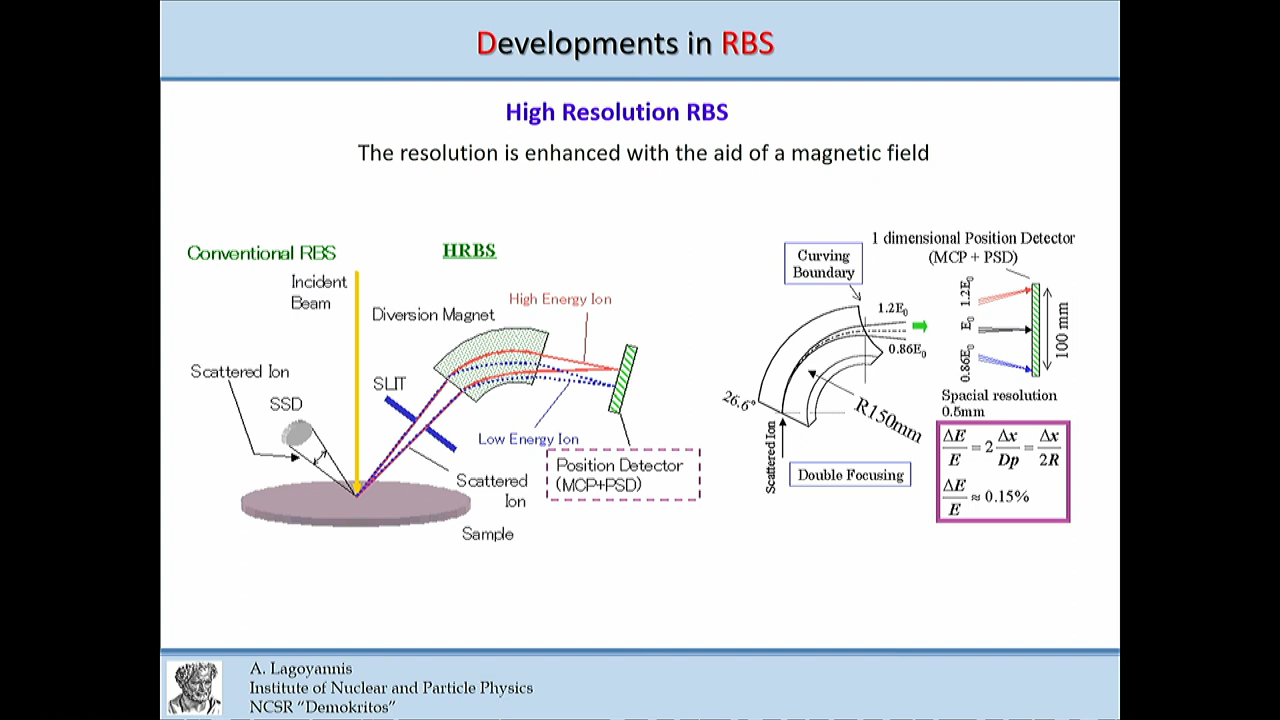 Developments in RBS
High Resolution RBS
The resolution is enhanced with the aid of a magnetic field
Conventional RBS
HRBS
Incident
Beam
High Energy Ion
Diversion Magnet
Scattered Ion
SLIT
SSD
Low Energy Ion
Position Detector
(MCP+PSD)
Scattered
Ion
Sample
1 dimensional Position Detector
(MCP + PSD)
Curving
Boundary
1.2E₀
0.86E₀
1.2E₀
E₀
0.86E₀
100 mm
26.6°
R150mm
Scattered Ion
Double Focusing
Spacial resolution
0.5mm
ΔE/E = 2 Δx/Dp = Δx/2R
ΔE/E ≈ 0.15%
A. Lagoyannis
Institute of Nuclear and Particle Physics
NCSR “Demokritos”